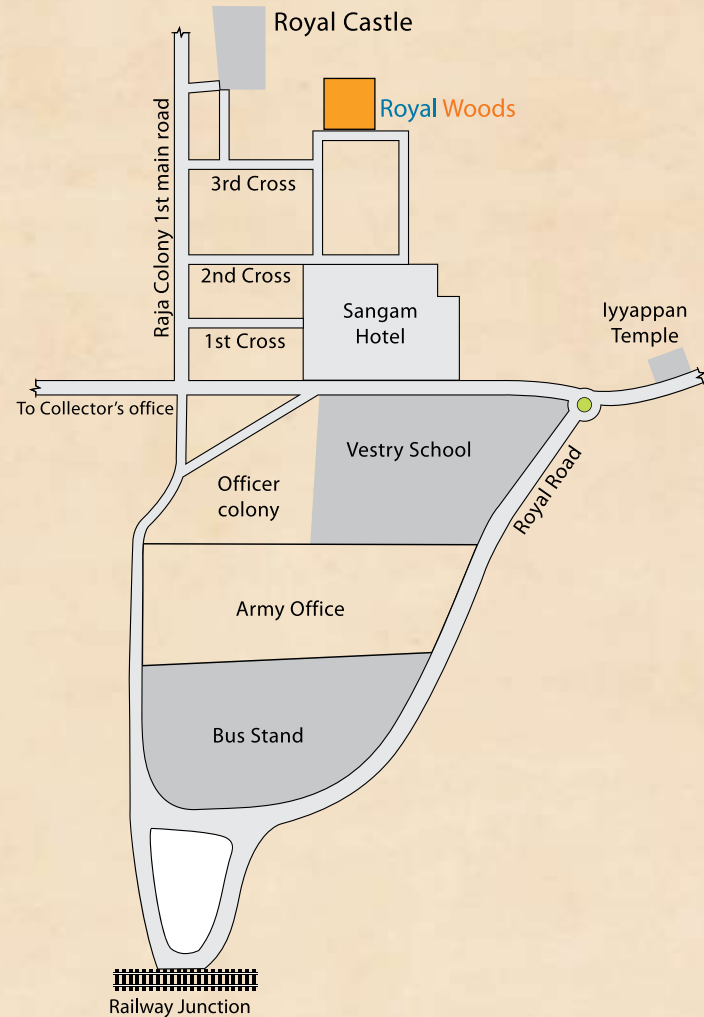 Royal Castle
Royal Woods
Raja Colony 1st main road
3rd Cross
2nd Cross
Sangam
Hotel
Iyyappan
Temple
1st Cross
To Collector's office
Vestry School
Officer
colony
Royal Road
Army Office
Bus Stand
Railway Junction